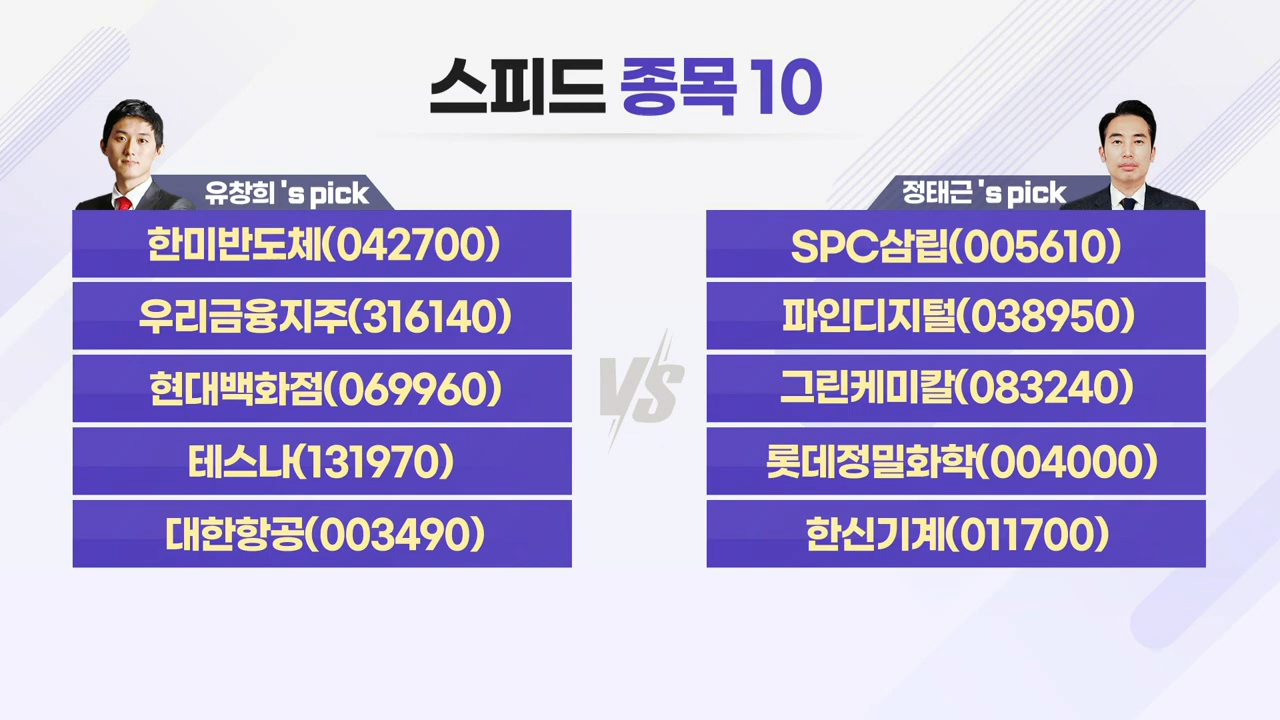 스피드 종목 10
유창희 's pick
한미반도체(042700)
우리금융지주(316140)
현대백화점(069960)
테스나(131970)
대한항공(003490)
VS
정태근 's pick
SPC삼립(005610)
파인디지털(038950)
그린케미칼(083240)
롯데정밀화학(004000)
한신기계(011700)